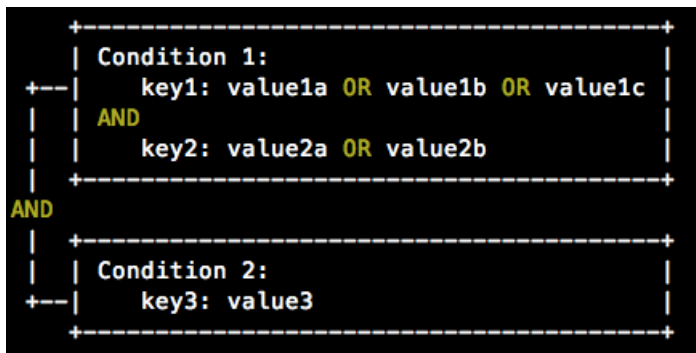 Condition 1:
key1: value1a OR value1b OR value1c
AND
key2: value2a OR value2b
AND
Condition 2:
key3: value3